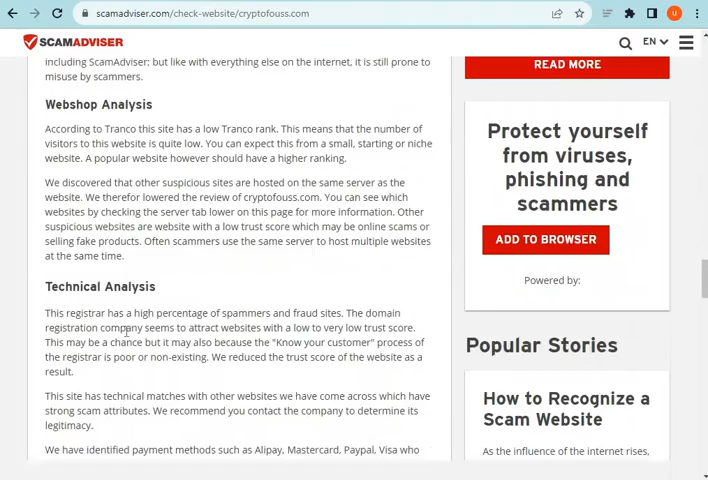 scamadviser.com/check-website/cryptofouss.com
u
SCAMADVISER
EN
including ScamAdviser; but like with everything else on the internet, it is still prone to
misuse by scammers.
Webshop Analysis
According to Tranco this site has a low Tranco rank. This means that the number of
visitors to this website is quite low. You can expect this from a small, starting or niche
website. A popular website however should have a higher ranking.
We discovered that other suspicious sites are hosted on the same server as the
website. We therefor lowered the review of cryptofouss.com. You can see which
websites by checking the server tab lower on this page for more information. Other
suspicious websites are website with a low trust score which may be online scams or
selling fake products. Often scammers use the same server to host multiple websites
at the same time.
Technical Analysis
This registrar has a high percentage of spammers and fraud sites. The domain
registration company seems to attract websites with a low to very low trust score.
This may be a chance but it may also because the "Know your customer" process of
the registrar is poor or non-existing. We reduced the trust score of the website as a
result.
This site has technical matches with other websites we have come across which have
strong scam attributes. We recommend you contact the company to determine its
legitimacy.
We have identified payment methods such as Alipay, Mastercard, Paypal, Visa who
READ MORE
Protect yourself
from viruses,
phishing and
scammers
ADD TO BROWSER
Powered by:
Popular Stories
How to Recognize a
Scam Website
As the influence of the internet rises,